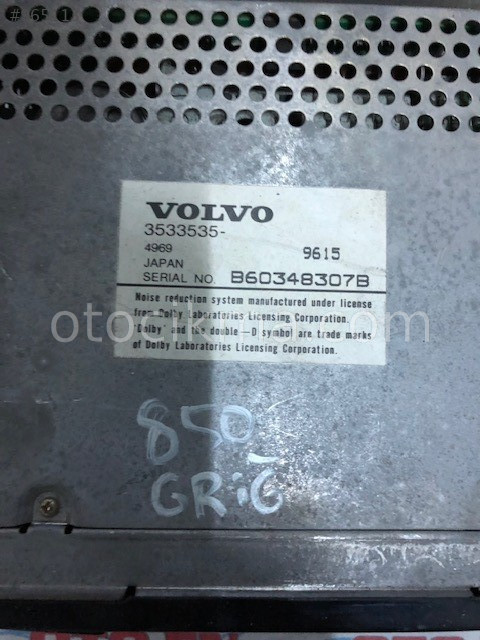 VOLVO
3533535-
4969
9615
JAPAN
SERIAL NO. B60348307B
Noise reduction system manufactured under license
from Dolby Laboratories Licensing Corporation.
"Dolby" and the double-D symbol are trade marks
of Dolby Laboratories Licensing Corporation.
850
GRiG